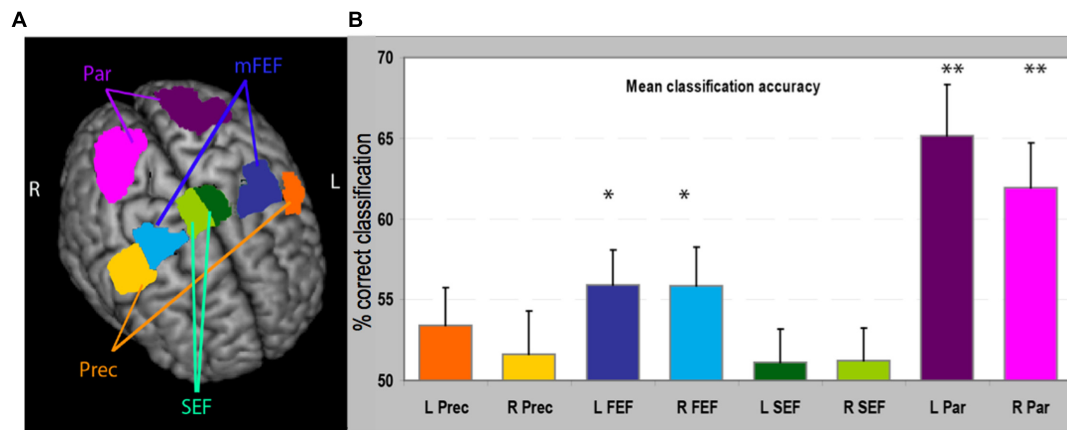 A
Par
mFEF
R
L
Prec
SEF
B
Mean classification accuracy
% correct classification
70
65
60
55
50
* * ** **
L Prec R Prec L FEF R FEF L SEF R SEF L Par R Par